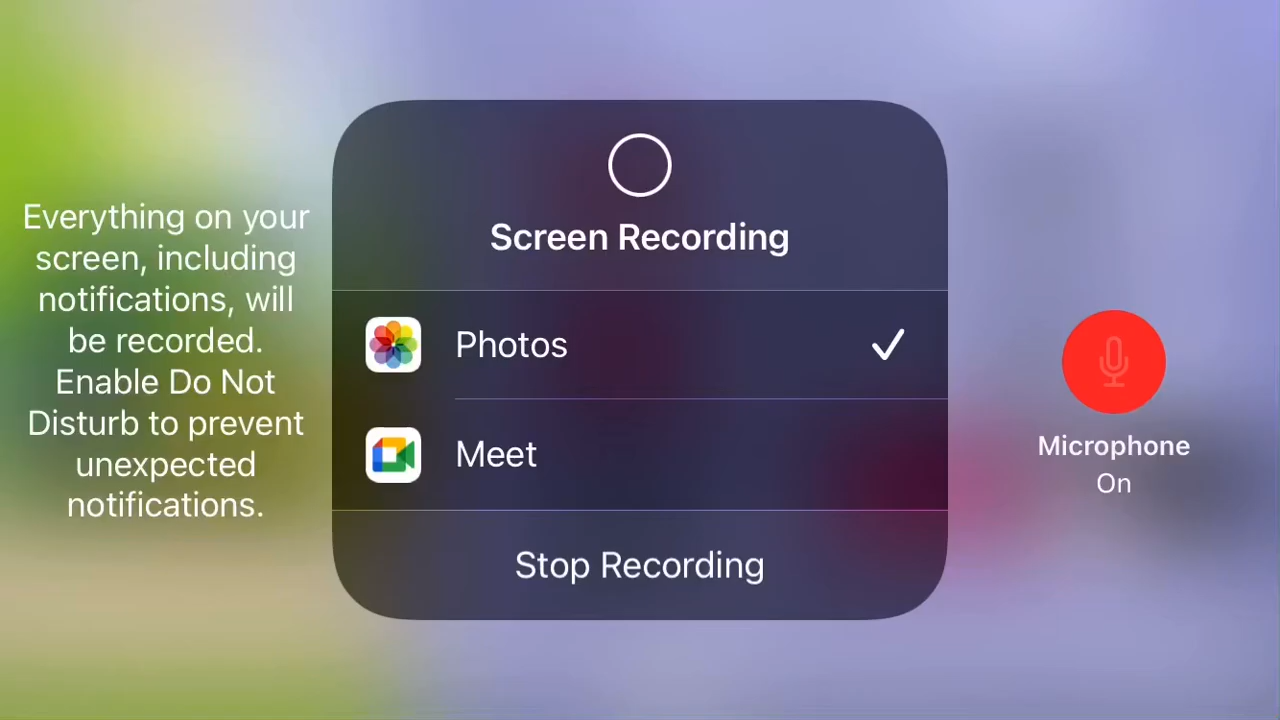 Everything on your
screen, including
notifications, will
be recorded.
Enable Do Not
Disturb to prevent
unexpected
notifications.
Screen Recording
Photos
Meet
Stop Recording
Microphone
On